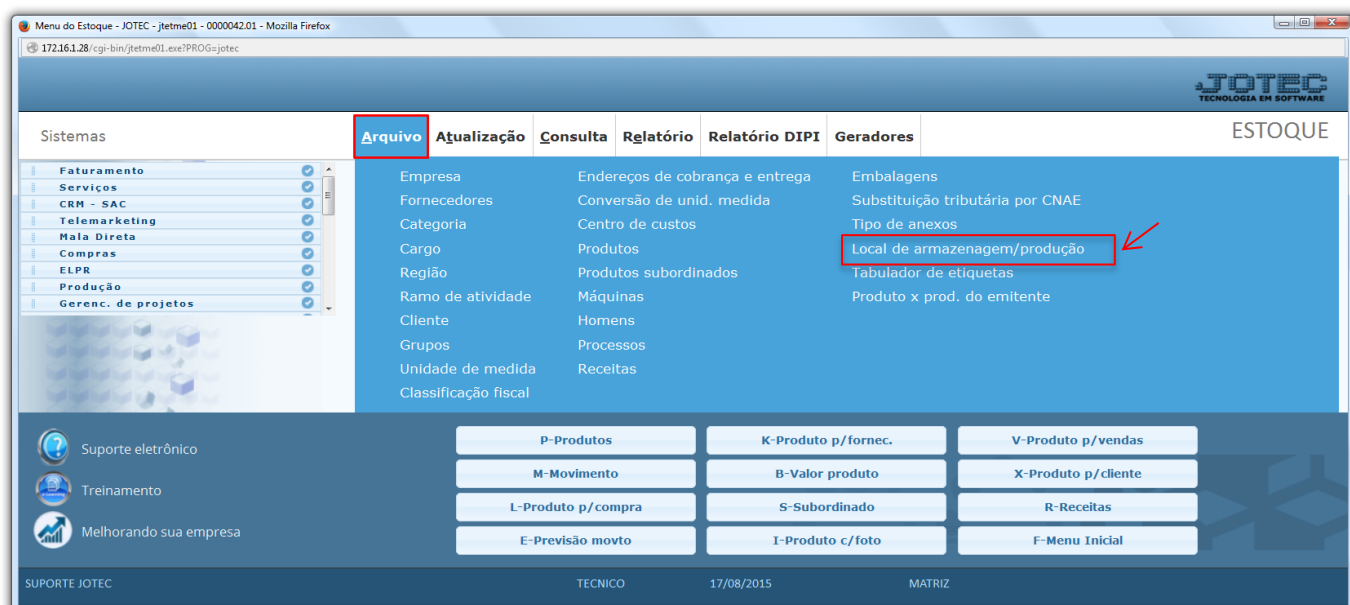 Menu do Estoque - JOTEC - jtetme01 - 0000042.01 - Mozilla Firefox
172.16.1.28/cgi-bin/jtetme01.exe?PROG=jotec
JOTEC
TECNOLOGIA EM SOFTWARE
Sistemas
Arquivo Atualização Consulta Relatório Relatório DIPI Geradores
ESTOQUE
Faturamento
Serviços
CRM - SAC
Telemarketing
Mala Direta
Compras
ELPR
Produção
Gerenc. de projetos
Empresa Endereços de cobrança e entrega Embalagens
Fornecedores Conversão de unid. medida Substituição tributária por CNAE
Categoria Centro de custos Tipo de anexos
Cargo Produtos Local de armazenagem/produção
Região Produtos subordinados Tabulador de etiquetas
Ramo de atividade Máquinas Produto x prod. do emitente
Cliente Homens
Grupos Processos
Unidade de medida Receitas
Classificação fiscal
Suporte eletrônico
Treinamento
Melhorando sua empresa
P-Produtos K-Produto p/fornec. V-Produto p/vendas
M-Movimento B-Valor produto X-Produto p/cliente
L-Produto p/compra S-Subordinado R-Receitas
E-Previsão movto I-Produto c/foto F-Menu Inicial
SUPORTE JOTEC TECNICO 17/08/2015 MATRIZ